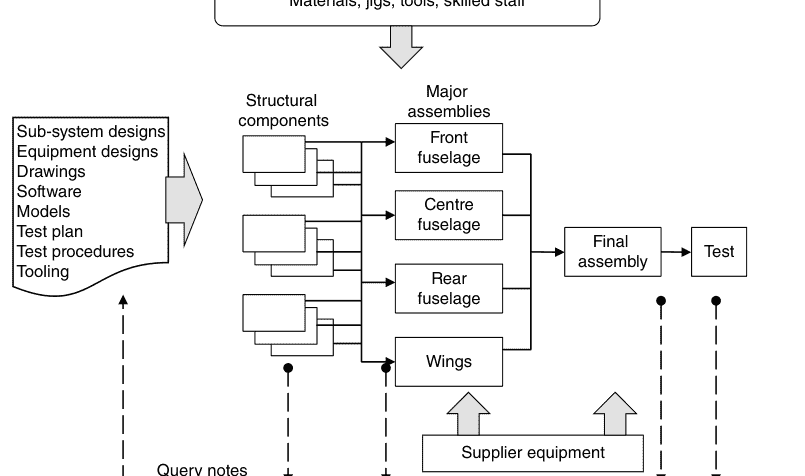 Materials, jigs, tools, skilled staff
Major
assemblies
Structural
components
Sub-system designs
Equipment designs
Drawings
Software
Models
Test plan
Test procedures
Tooling
Front
fuselage
Centre
fuselage
Rear
fuselage
Wings
Final
assembly
Test
Supplier equipment
Query notes